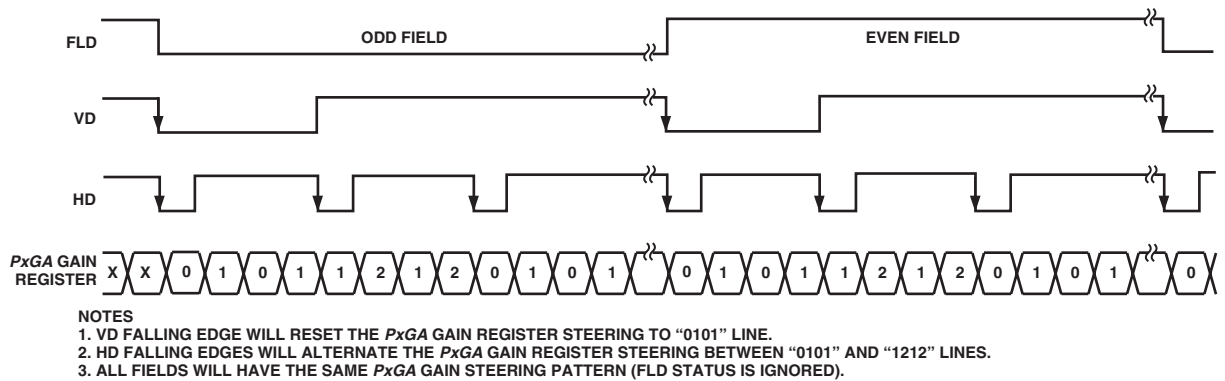 FLD
ODD FIELD
EVEN FIELD
VD
HD
PxGA GAIN
REGISTER
X X 0 1 0 1 1 2 1 2 0 1 0 1 0 1 0 1 1 2 1 2 0 1 0 1 0
NOTES
1. VD FALLING EDGE WILL RESET THE PxGA GAIN REGISTER STEERING TO “0101” LINE.
2. HD FALLING EDGES WILL ALTERNATE THE PxGA GAIN REGISTER STEERING BETWEEN “0101” AND “1212” LINES.
3. ALL FIELDS WILL HAVE THE SAME PxGA GAIN STEERING PATTERN (FLD STATUS IS IGNORED).